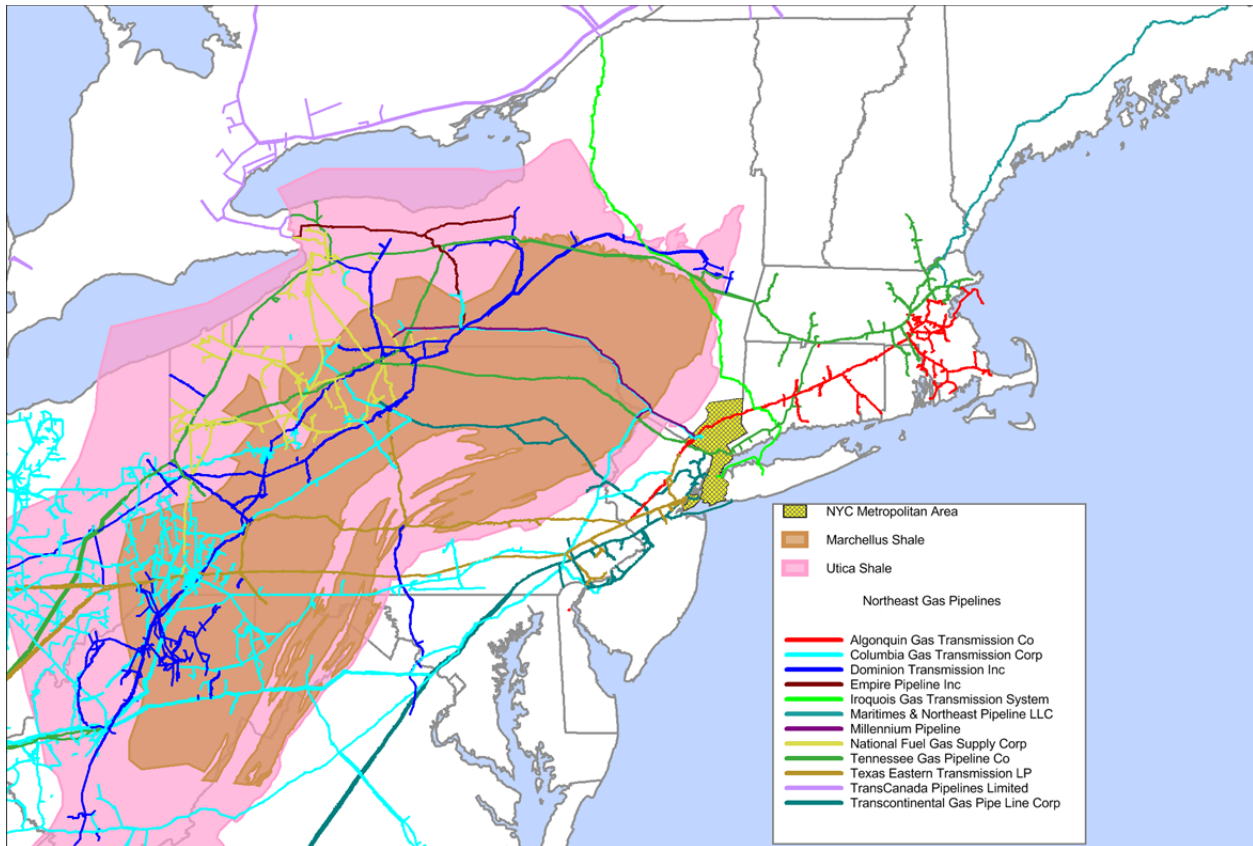 NYC Metropolitan Area
Marchellus Shale
Utica Shale
Northeast Gas Pipelines
Algonquin Gas Transmission Co
Columbia Gas Transmission Corp
Dominion Transmission Inc
Empire Pipeline Inc
Iroquois Gas Transmission System
Maritimes & Northeast Pipeline LLC
Millennium Pipeline
National Fuel Gas Supply Corp
Tennessee Gas Pipeline Co
Texas Eastern Transmission LP
TransCanada Pipelines Limited
Transcontinental Gas Pipe Line Corp